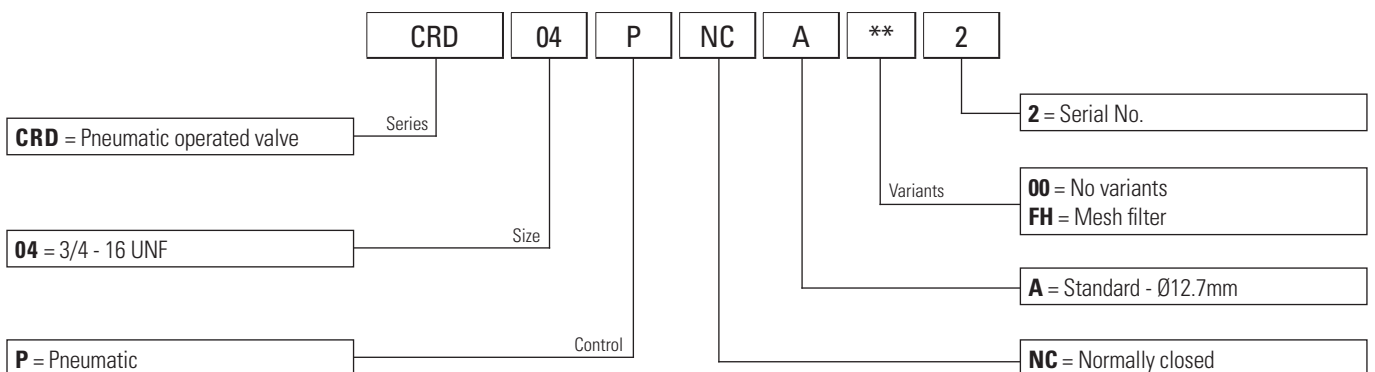 CRD 04 P NC A ** 2
2 = Serial No.
Series
CRD = Pneumatic operated valve
Variants
00 = No variants
FH = Mesh filter
Size
04 = 3/4 - 16 UNF
A = Standard - Ø12.7mm
Control
P = Pneumatic
NC = Normally closed